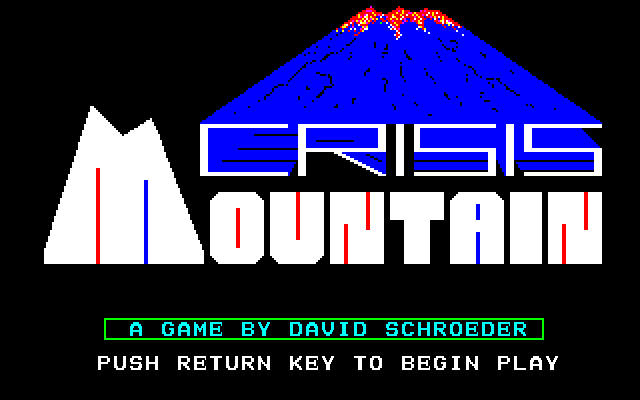 CRISIS
MOUNTAIN
A GAME BY DAVID SCHROEDER
PUSH RETURN KEY TO BEGIN PLAY